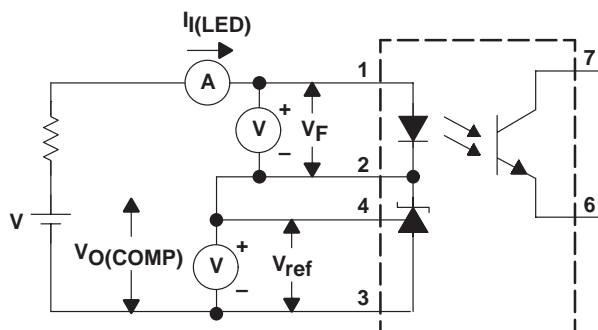 I_I(LED)
1
7
A
+
V
V_F
–
2
4
V
6
V_O(COMP)
+
V
V_ref
–
3